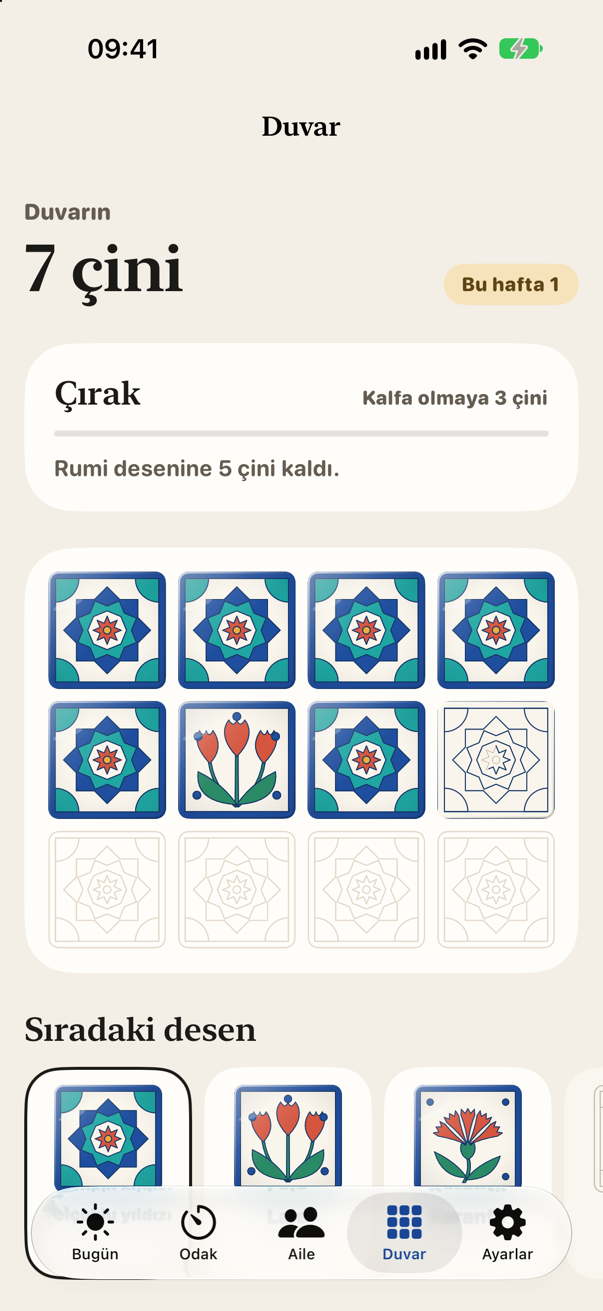 09:41
Duvar
Duvarın
7 çini
Bu hafta 1
Çırak
Kalfa olmaya 3 çini
Rumi desenine 5 çini kaldı.
Sıradaki desen
Bugün
Odak
Aile
Duvar
Ayarlar